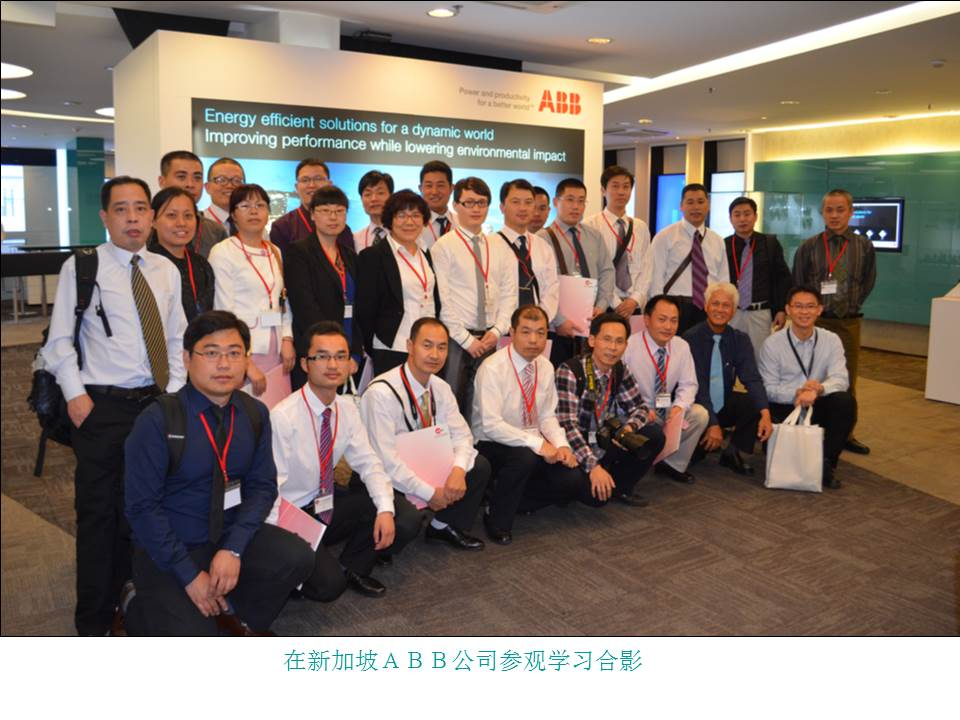 Power and productivity
for a better world™
ABB
Energy efficient solutions for a dynamic world
Improving performance while lowering environmental impact
在新加坡ＡＢＢ公司参观学习合影